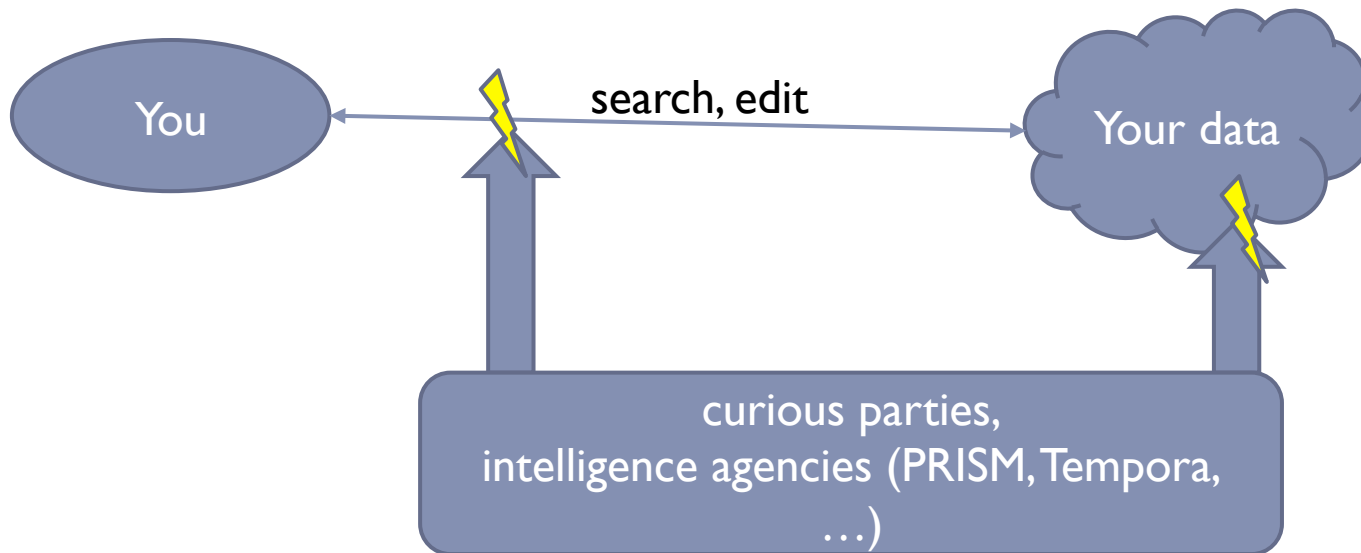 search, edit
You
Your data
curious parties,
intelligence agencies (PRISM, Tempora,
…)